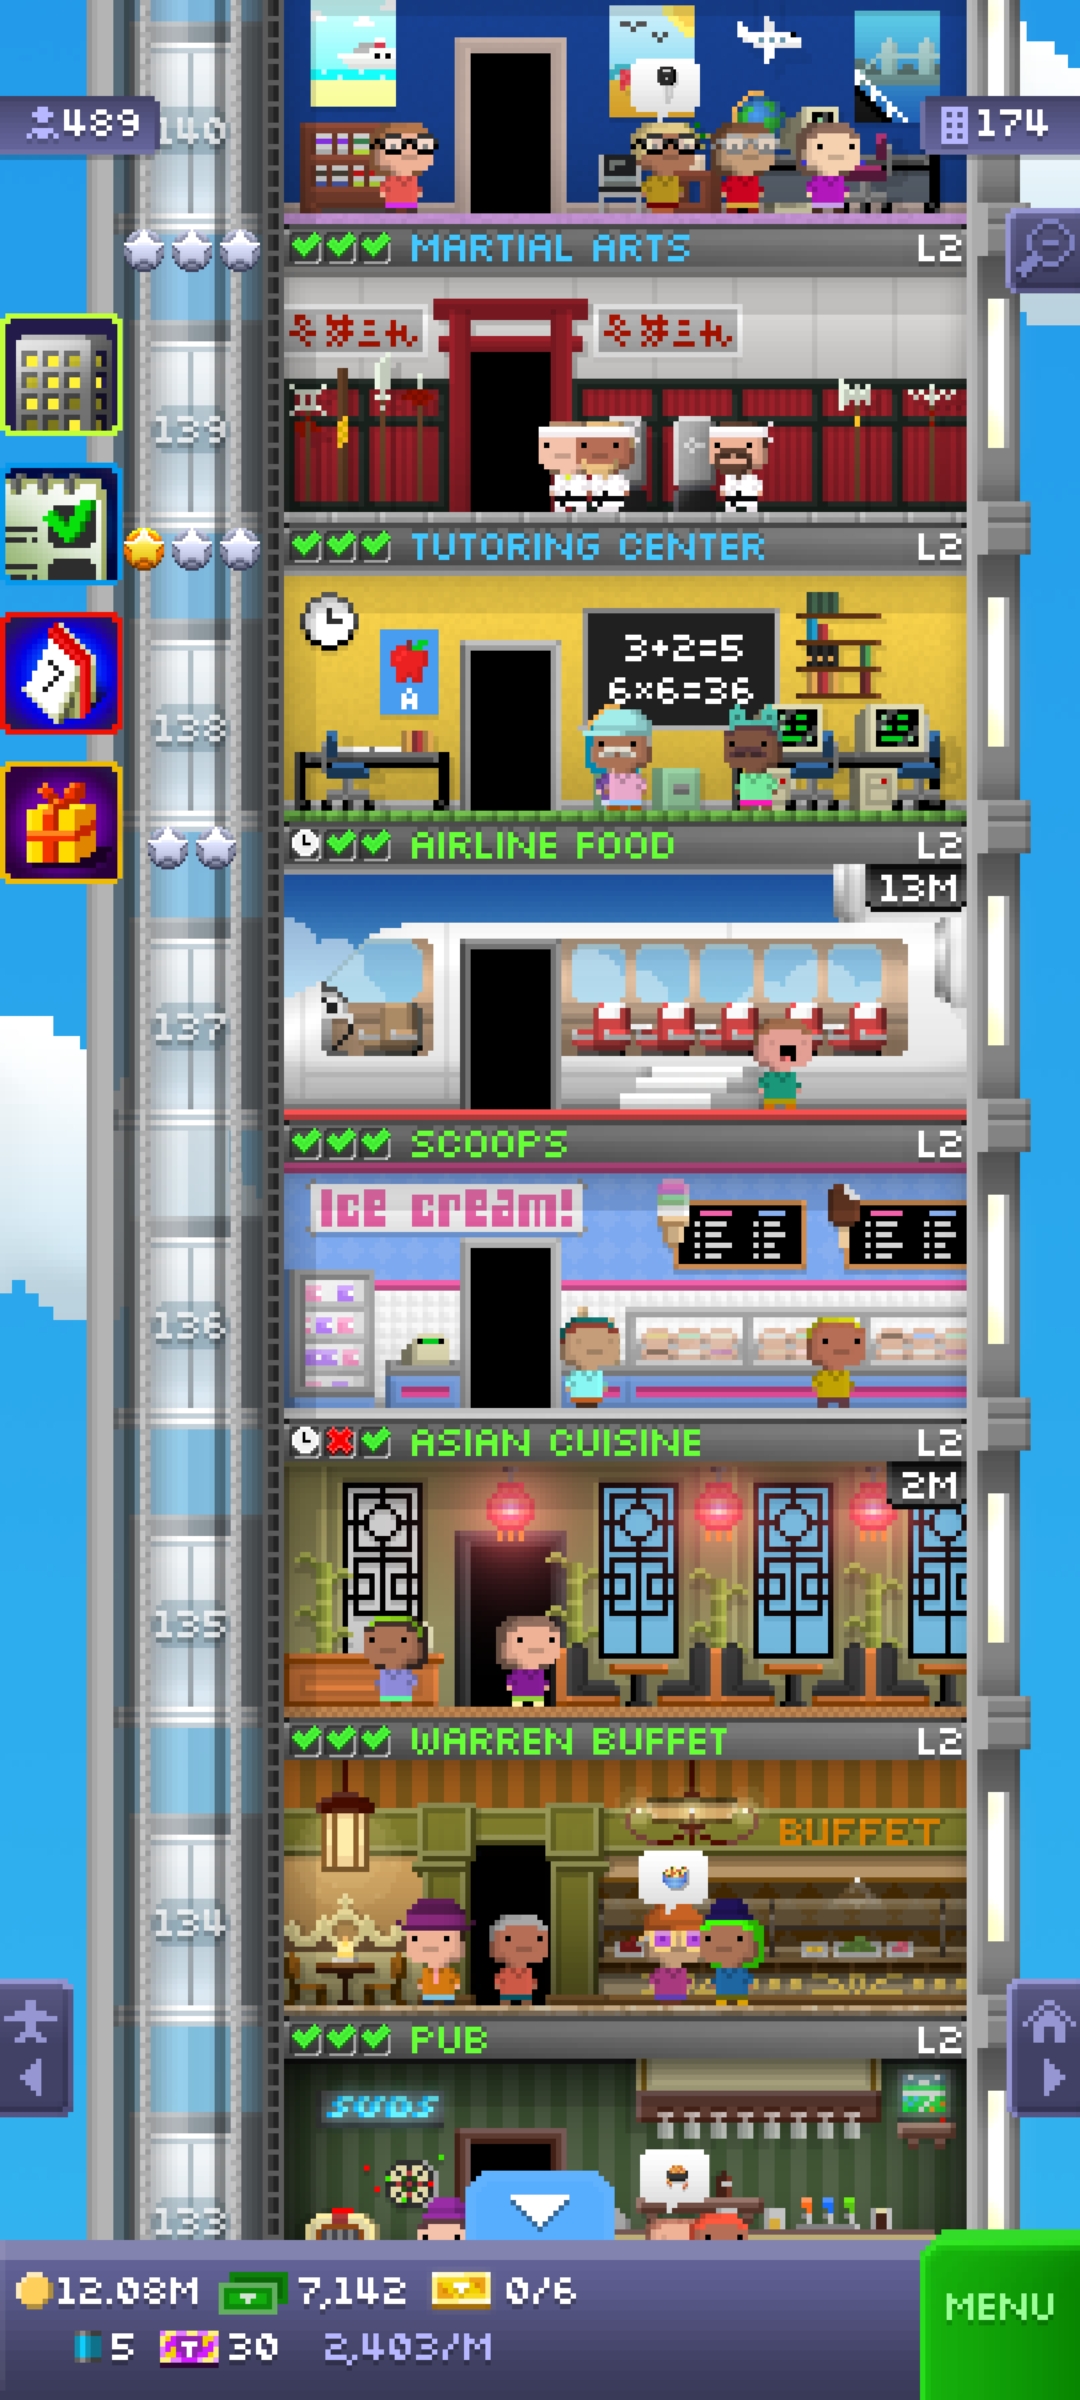 489
140
174
MARTIAL ARTS
L2
139
TUTORING CENTER
L2
3+2=5
6×6=36
A
7
138
AIRLINE FOOD
L2
13M
137
SCOOPS
L2
Ice cream!
136
ASIAN CUISINE
L2
2M
135
WARREN BUFFET
L2
BUFFET
134
PUB
L2
SUDS
133
12.08M
7,142
0/6
MENU
5
T
30
2,403/M